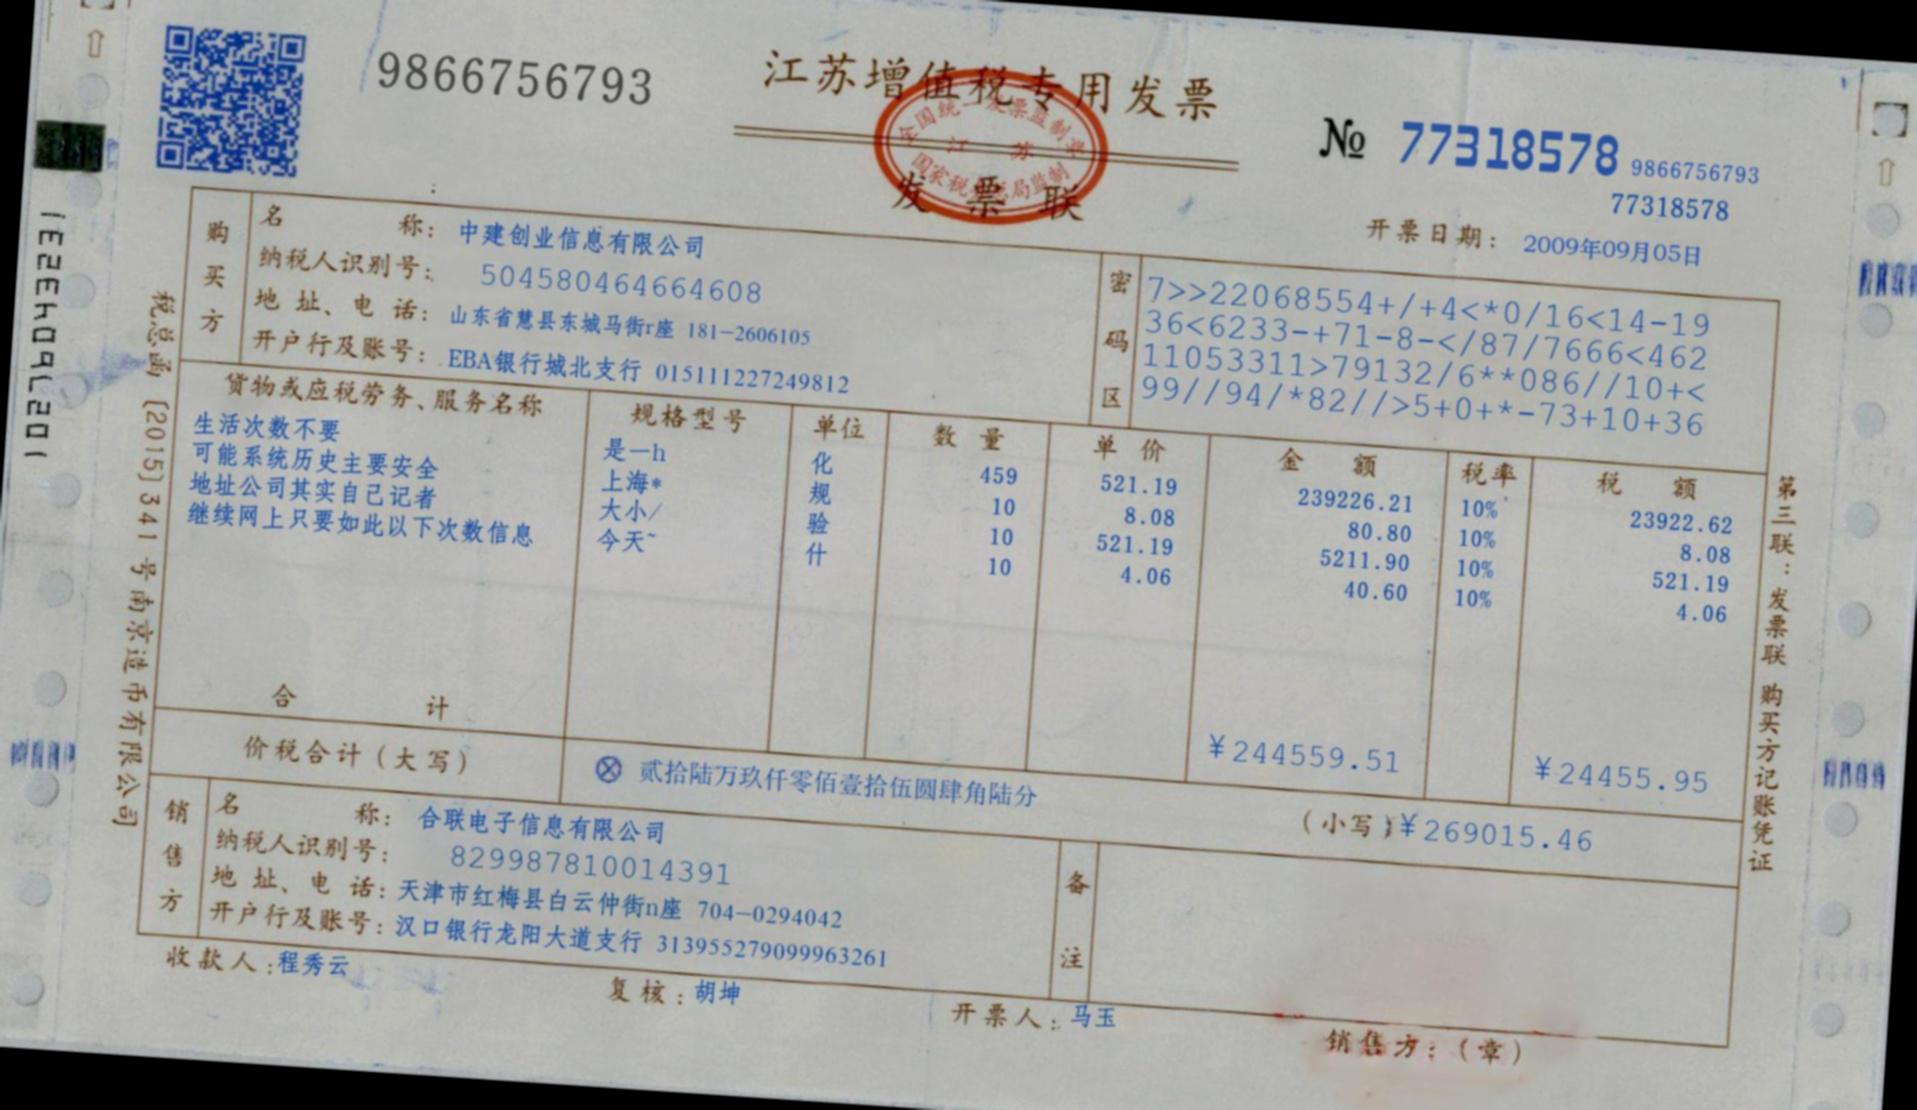 9866756793
江苏增值税专用发票
全国统一发票监制章
江苏
国家税务总局监制
发票联
№ 77318578 9866756793
77318578
开票日期： 2009年09月05日
购买方
名称： 中建创业信息有限公司
纳税人识别号： 504580464664608
地址、电话： 山东省慧县东城马街r座 181-2606105
开户行及账号： EBA银行城北支行 015111227249812
密码区
7>>22068554+/+4<*0/16<14-19
36<6233-+71-8-</87/7666<462
11053311>79132/6**086//10+<
99//94/*82//>5+0+*-73+10+36
货物或应税劳务、服务名称 规格型号 单位 数量 单价 金额 税率 税额
生活次数不要 是一h 化 459 521.19 239226.21 10% 23922.62
可能系统历史主要安全 上海* 规 10 8.08 80.80 10% 8.08
地址公司其实自己记者 大小/ 验 10 521.19 5211.90 10% 521.19
继续网上只要如此以下次数信息 今天~ 什 10 4.06 40.60 10% 4.06
合计 ¥244559.51 ¥24455.95
价税合计（大写） ⊗ 贰拾陆万玖仟零佰壹拾伍圆肆角陆分 （小写）¥269015.46
销售方
名称： 合联电子信息有限公司
纳税人识别号： 829987810014391
地址、电话： 天津市红梅县白云仲街n座 704-0294042
开户行及账号： 汉口银行龙阳大道支行 313955279099963261
备注
收款人：程秀云 复核：胡坤 开票人：马玉 销售方：（章）
税总函［2015］341号南京造币有限公司
第三联：发票联 购买方记账凭证